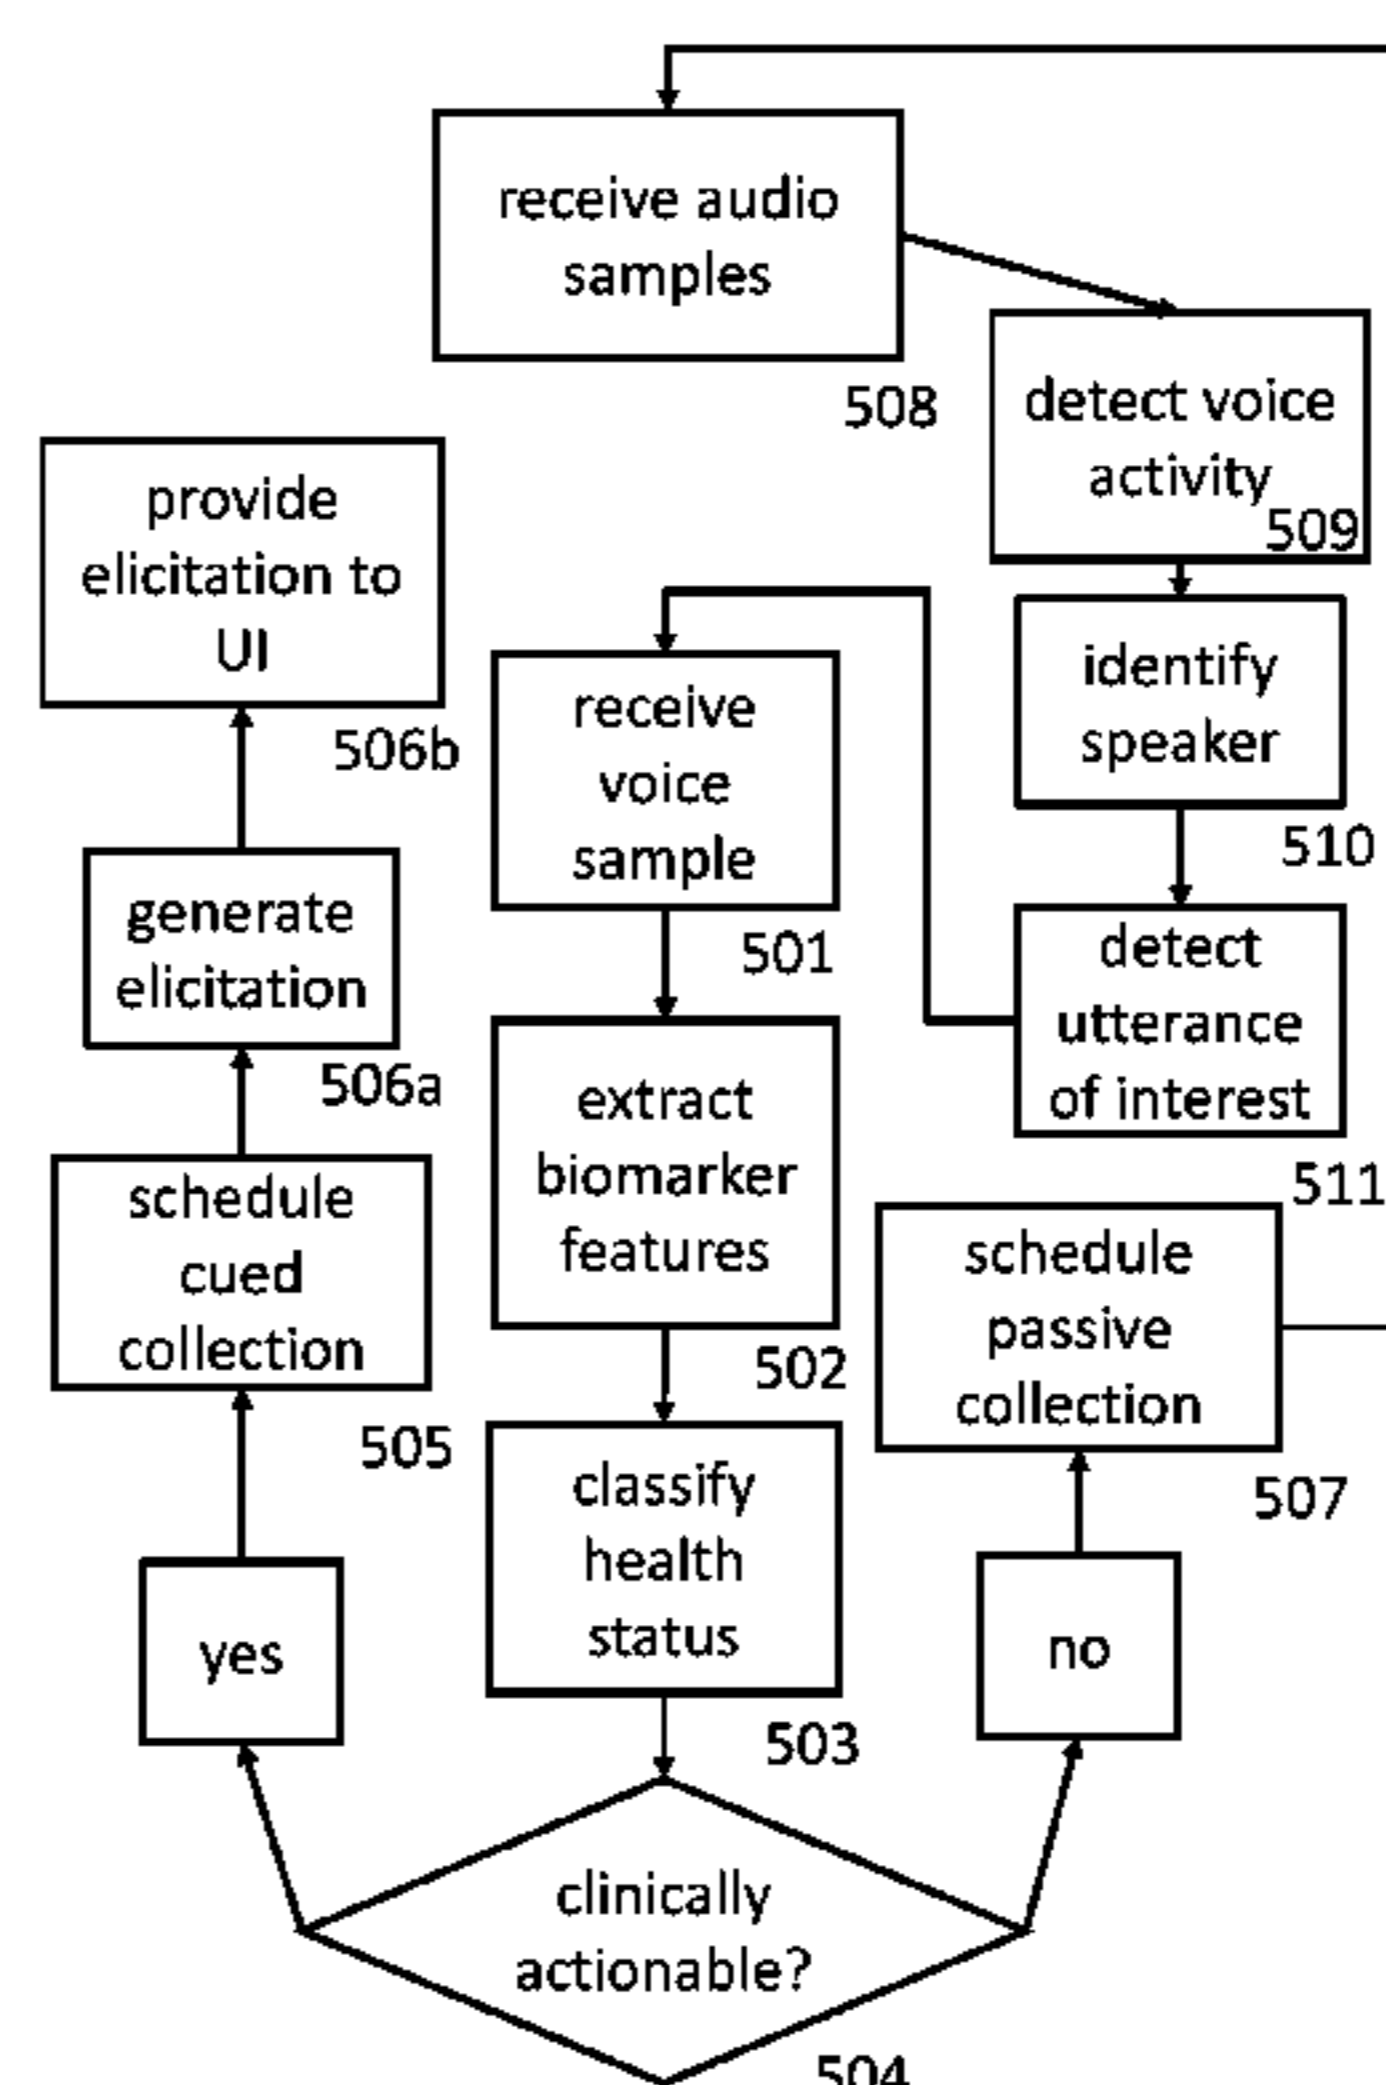 receive audio
samples
508
detect voice
activity
509
provide
elicitation to
UI
506b
identify
speaker
510
receive
voice
sample
501
generate
elicitation
506a
detect
utterance
of interest
511
extract
biomarker
features
502
schedule
cued
collection
505
schedule
passive
collection
507
classify
health
status
503
yes
no
clinically
actionable?
504